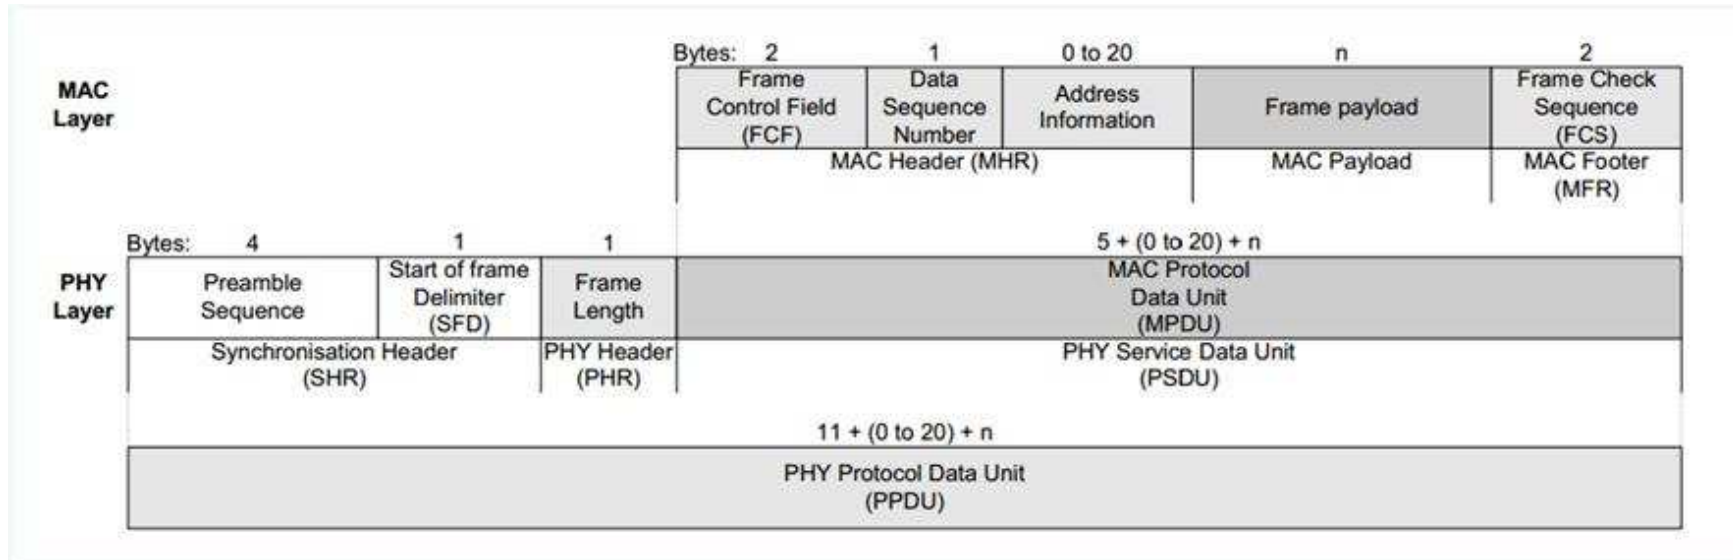 Bytes: 2 1 0 to 20 n 2
MAC
Layer
Frame
Control Field
(FCF)
Data
Sequence
Number
Address
Information
Frame payload
Frame Check
Sequence
(FCS)
MAC Header (MHR)
MAC Payload
MAC Footer
(MFR)
Bytes: 4 1 1 5 + (0 to 20) + n
PHY
Layer
Preamble
Sequence
Start of frame
Delimiter
(SFD)
Frame
Length
MAC Protocol
Data Unit
(MPDU)
Synchronisation Header
(SHR)
PHY Header
(PHR)
PHY Service Data Unit
(PSDU)
11 + (0 to 20) + n
PHY Protocol Data Unit
(PPDU)